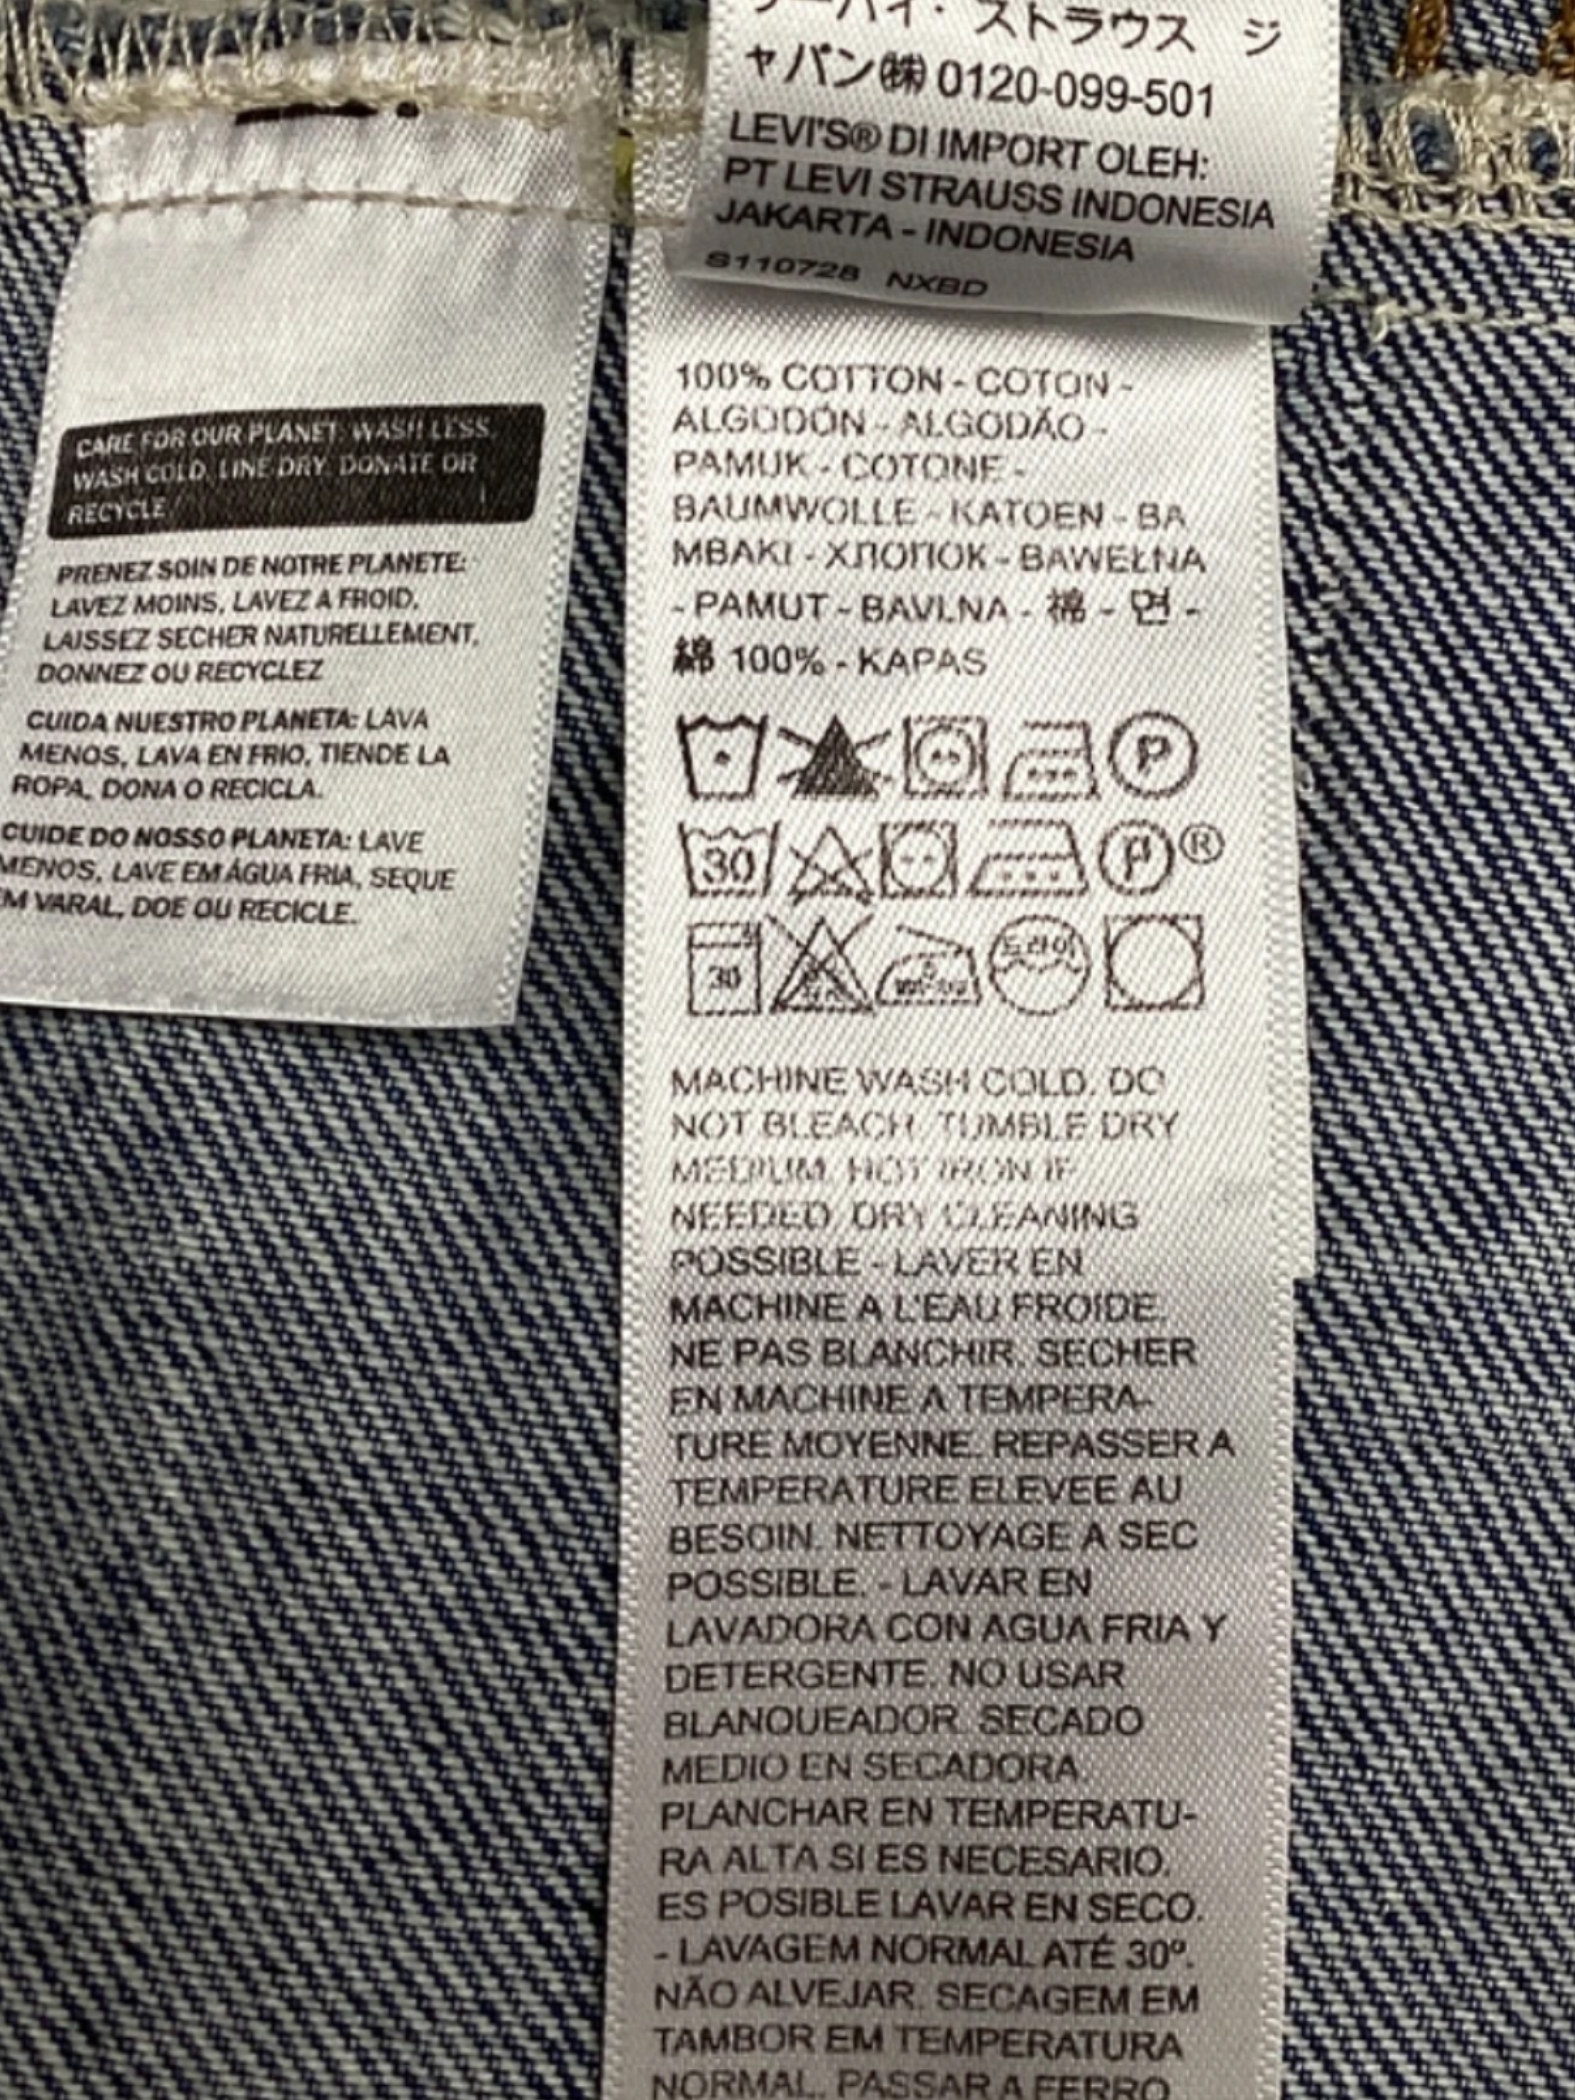 CARE FOR OUR PLANET: WASH LESS,
WASH COLD, LINE DRY, DONATE OR
RECYCLE
PRENEZ SOIN DE NOTRE PLANETE:
LAVEZ MOINS, LAVEZ A FROID,
LAISSEZ SECHER NATURELLEMENT,
DONNEZ OU RECYCLEZ
CUIDA NUESTRO PLANETA: LAVA
MENOS, LAVA EN FRIO, TIENDE LA
ROPA, DONA O RECICLA.
CUIDE DO NOSSO PLANETA: LAVE
MENOS, LAVE EM ÁGUA FRIA, SEQUE
EM VARAL, DOE OU RECICLE.
ストラウス ジ
ャパン㈱ 0120-099-501
LEVI'S® DI IMPORT OLEH:
PT LEVI STRAUSS INDONESIA
JAKARTA - INDONESIA
S110728 NXBD
100% COTTON - COTON -
ALGODÓN - ALGODÃO -
PAMUK - COTONE -
BAUMWOLLE - KATOEN - BA
MBAKI - ХЛОПОК - BAWEŁNA
- PAMUT - BAVLNA - 棉 - 면 -
綿 100% - KAPAS
P
30 P ®
30 드라이
MACHINE WASH COLD. DO
NOT BLEACH. TUMBLE DRY
MEDIUM. HOT IRON IF
NEEDED. DRY CLEANING
POSSIBLE - LAVER EN
MACHINE A L'EAU FROIDE.
NE PAS BLANCHIR. SECHER
EN MACHINE A TEMPERA-
TURE MOYENNE. REPASSER A
TEMPERATURE ELEVEE AU
BESOIN. NETTOYAGE A SEC
POSSIBLE. - LAVAR EN
LAVADORA CON AGUA FRIA Y
DETERGENTE. NO USAR
BLANQUEADOR. SECADO
MEDIO EN SECADORA.
PLANCHAR EN TEMPERATU-
RA ALTA SI ES NECESARIO.
ES POSIBLE LAVAR EN SECO.
- LAVAGEM NORMAL ATÉ 30º.
NÃO ALVEJAR. SECAGEM EM
TAMBOR EM TEMPERATURA
NORMAL. PASSAR A FERRO